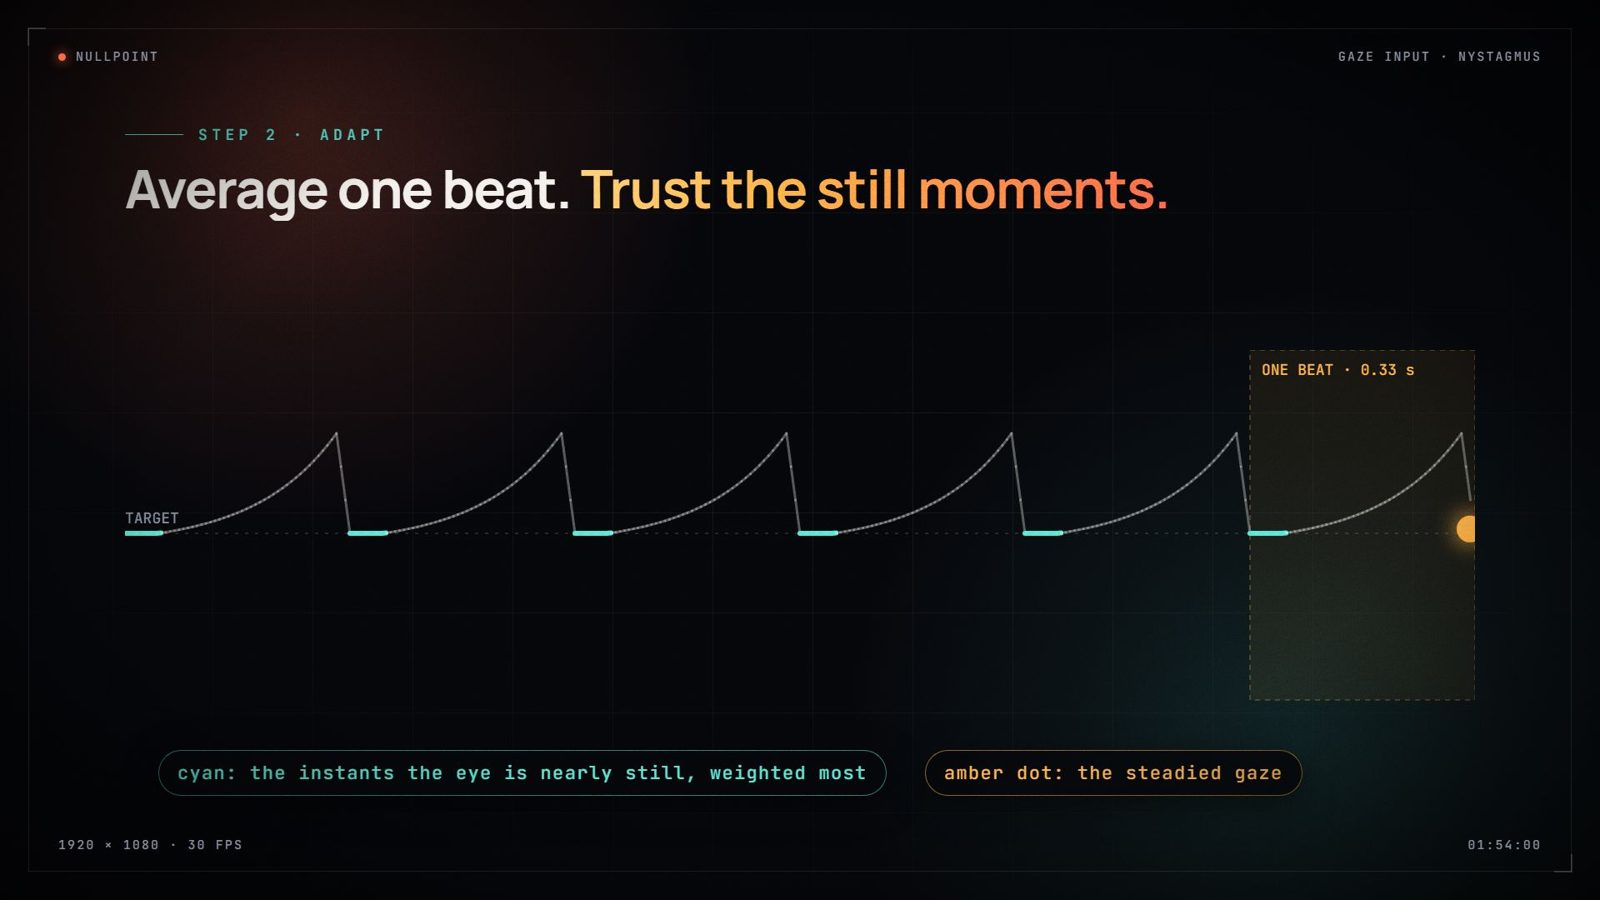 NULLPOINT
GAZE INPUT · NYSTAGMUS
STEP 2 · ADAPT
Average one beat. Trust the still moments.
ONE BEAT · 0.33 s
TARGET
cyan: the instants the eye is nearly still, weighted most
amber dot: the steadied gaze
1920 × 1080 · 30 FPS
01:54:00